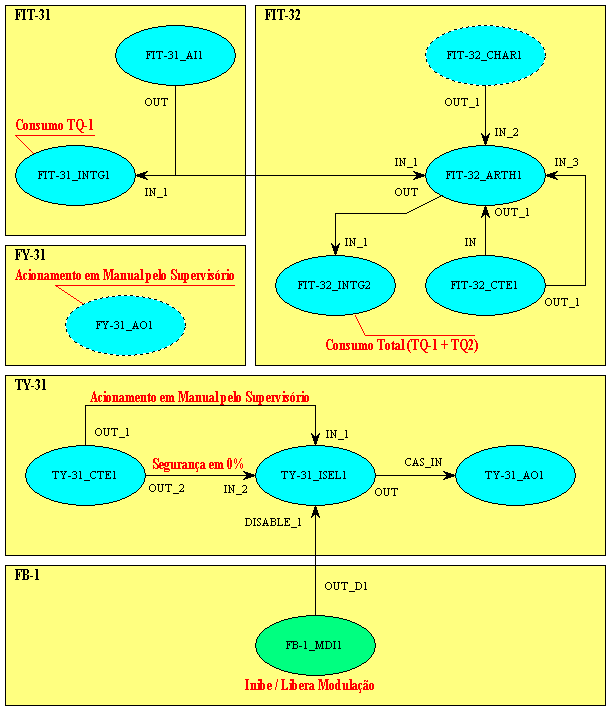 FIT-31
FIT-31_AI1
OUT
Consumo TQ-1
FIT-31_INTG1
IN_1
FIT-32
FIT-32_CHAR1
OUT_1
IN_2
IN_1
IN_3
FIT-32_ARTH1
OUT
OUT_1
IN_1
IN
FIT-32_INTG2
FIT-32_CTE1
OUT_1
Consumo Total (TQ-1 + TQ2)
FY-31
Acionamento em Manual pelo Supervisório
FY-31_AO1
TY-31
Acionamento em Manual pelo Supervisório
OUT_1
IN_1
Segurança em 0%
CAS_IN
TY-31_CTE1
TY-31_ISEL1
TY-31_AO1
OUT_2
IN_2
OUT
DISABLE_1
FB-1
OUT_D1
FB-1_MDI1
Inibe / Libera Modulação